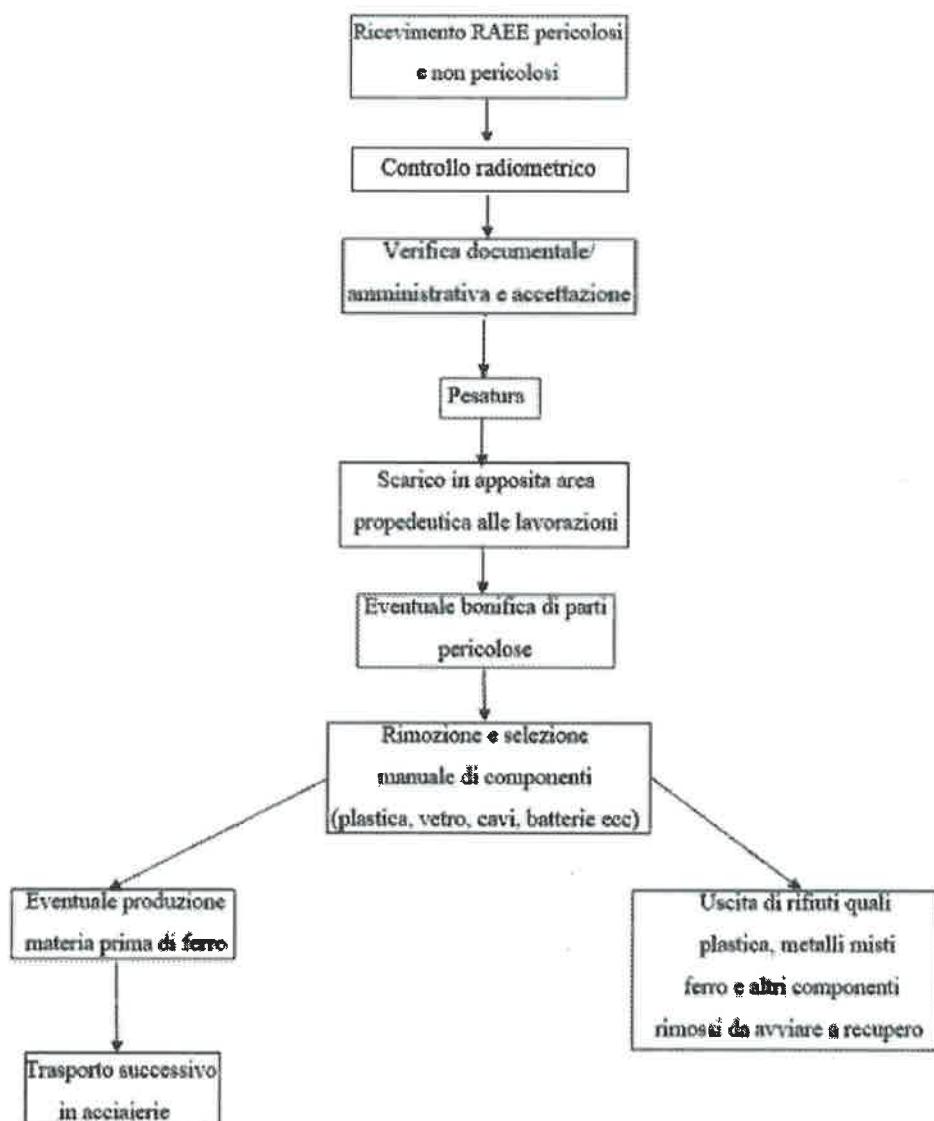 Ricevimento RAEE pericolosi
e non pericolosi
Controllo radiometrico
Verifica documentale/
amministrativa e accettazione
Pesatura
Scarico in apposita area
propedeutica alle lavorazioni
Eventuale bonifica di parti
pericolose
Rimozione e selezione
manuale di componenti
(plastica, vetro, cavi, batterie ecc)
Eventuale produzione
materia prima di ferro
Trasporto successivo
in acciaierie
Uscita di rifiuti quali
plastica, metalli misti
ferro e altri componenti
rimossi da avviare a recupero